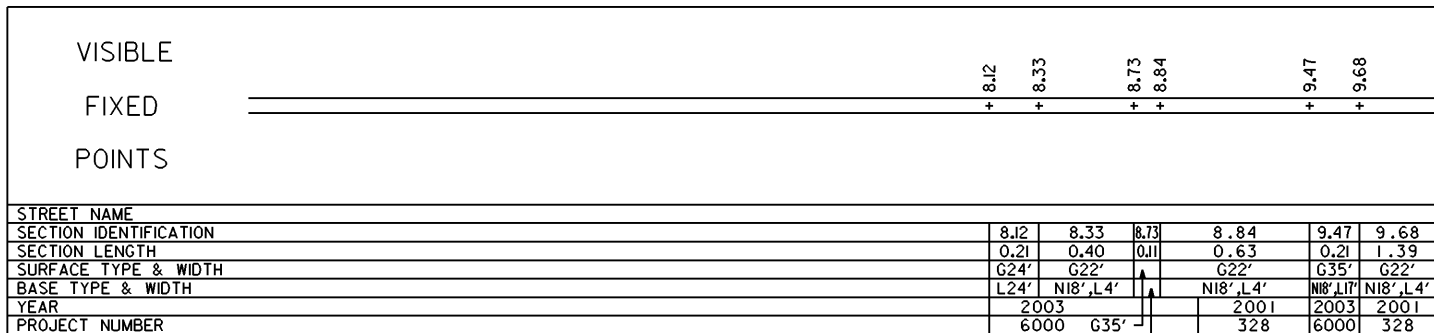 VISIBLE
FIXED
POINTS
8.12 8.33 8.73 8.84 9.47 9.68
+ + + + + +
STREET NAME
SECTION IDENTIFICATION 8.12 8.33 8.73 8.84 9.47 9.68
SECTION LENGTH 0.21 0.40 0.11 0.63 0.21 1.39
SURFACE TYPE & WIDTH G24' G22' G22' G35' G22'
BASE TYPE & WIDTH L24' N18',L4' N18',L4' N18',L17' N18',L4'
YEAR 2003 2001 2003 2001
PROJECT NUMBER 6000 G35' 328 6000 328